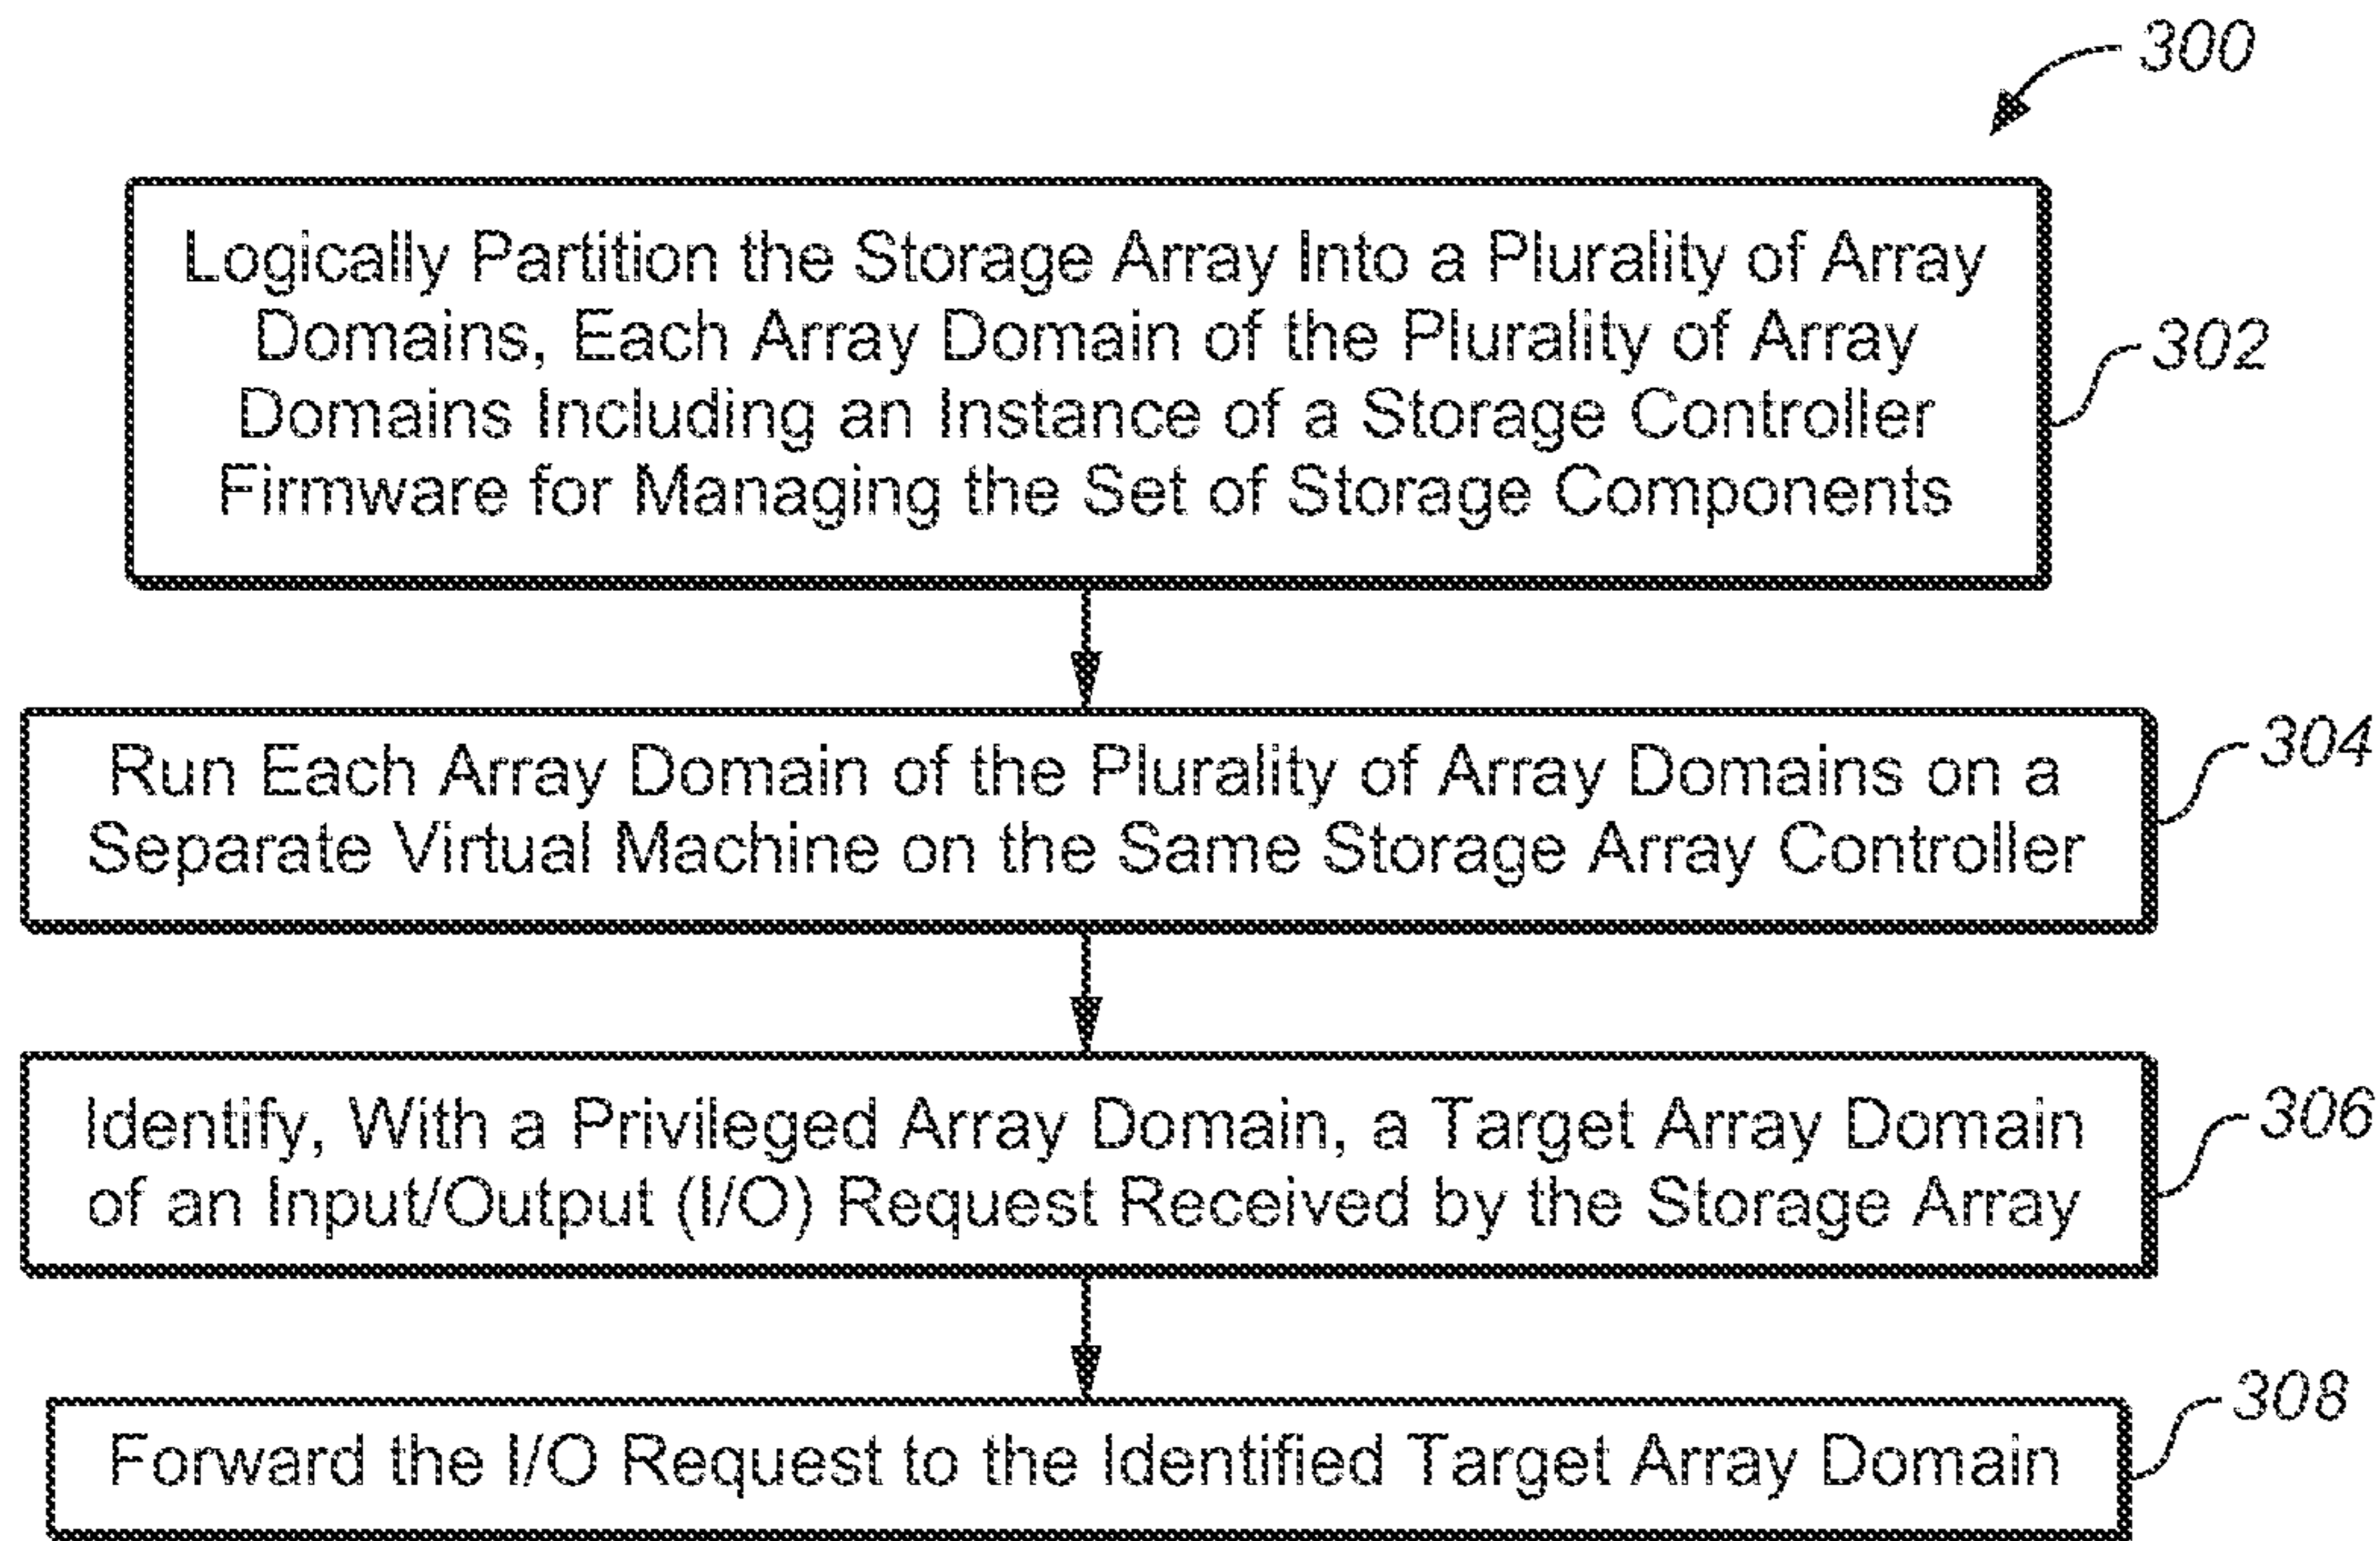 300
Logically Partition the Storage Array Into a Plurality of Array
Domains, Each Array Domain of the Plurality of Array
Domains Including an Instance of a Storage Controller
Firmware for Managing the Set of Storage Components
302
Run Each Array Domain of the Plurality of Array Domains on a
Separate Virtual Machine on the Same Storage Array Controller
304
Identify, With a Privileged Array Domain, a Target Array Domain
of an Input/Output (I/O) Request Received by the Storage Array
306
Forward the I/O Request to the Identified Target Array Domain
308